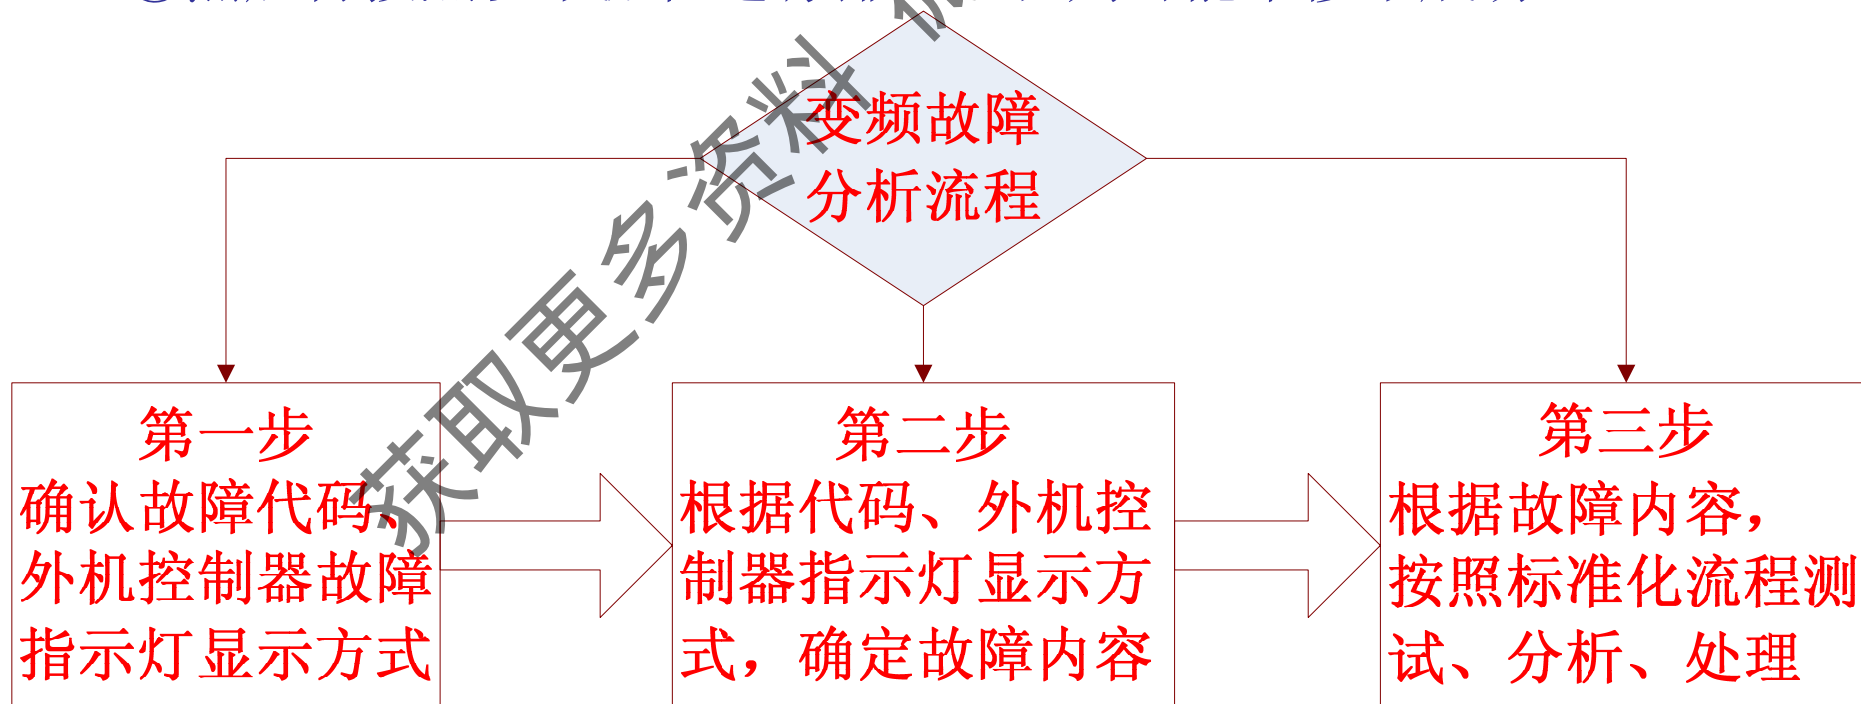 变频故障
分析流程
第一步
确认故障代码、
外机控制器故障
指示灯显示方式
第二步
根据代码、外机控
制器指示灯显示方
式，确定故障内容
第三步
根据故障内容，
按照标准化流程测
试、分析、处理
获取更多资料